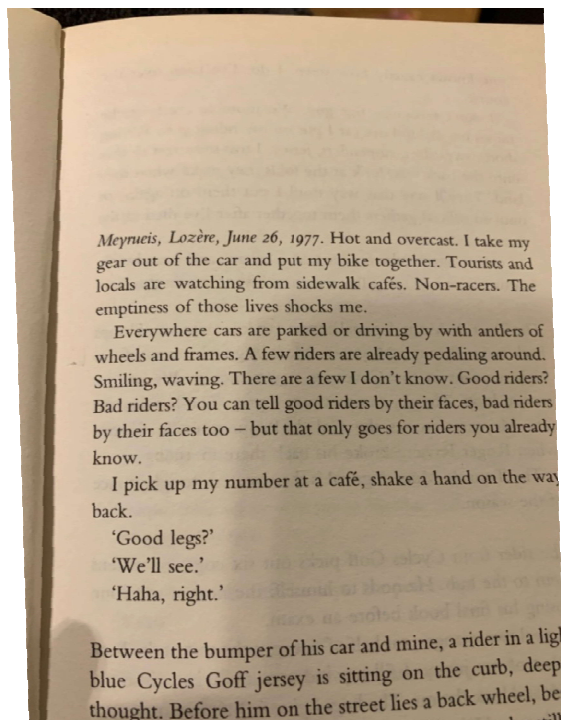 Meyrueis, Lozère, June 26, 1977. Hot and overcast. I take my
gear out of the car and put my bike together. Tourists and
locals are watching from sidewalk cafés. Non-racers. The
emptiness of those lives shocks me.
Everywhere cars are parked or driving by with antlers of
wheels and frames. A few riders are already pedaling around.
Smiling, waving. There are a few I don't know. Good riders?
Bad riders? You can tell good riders by their faces, bad riders
by their faces too – but that only goes for riders you already
know.
I pick up my number at a café, shake a hand on the way
back.
'Good legs?'
'We'll see.'
'Haha, right.'
Between the bumper of his car and mine, a rider in a
blue Cycles Goff jersey is sitting on the curb, deep
thought. Before him on the street lies a back wheel,